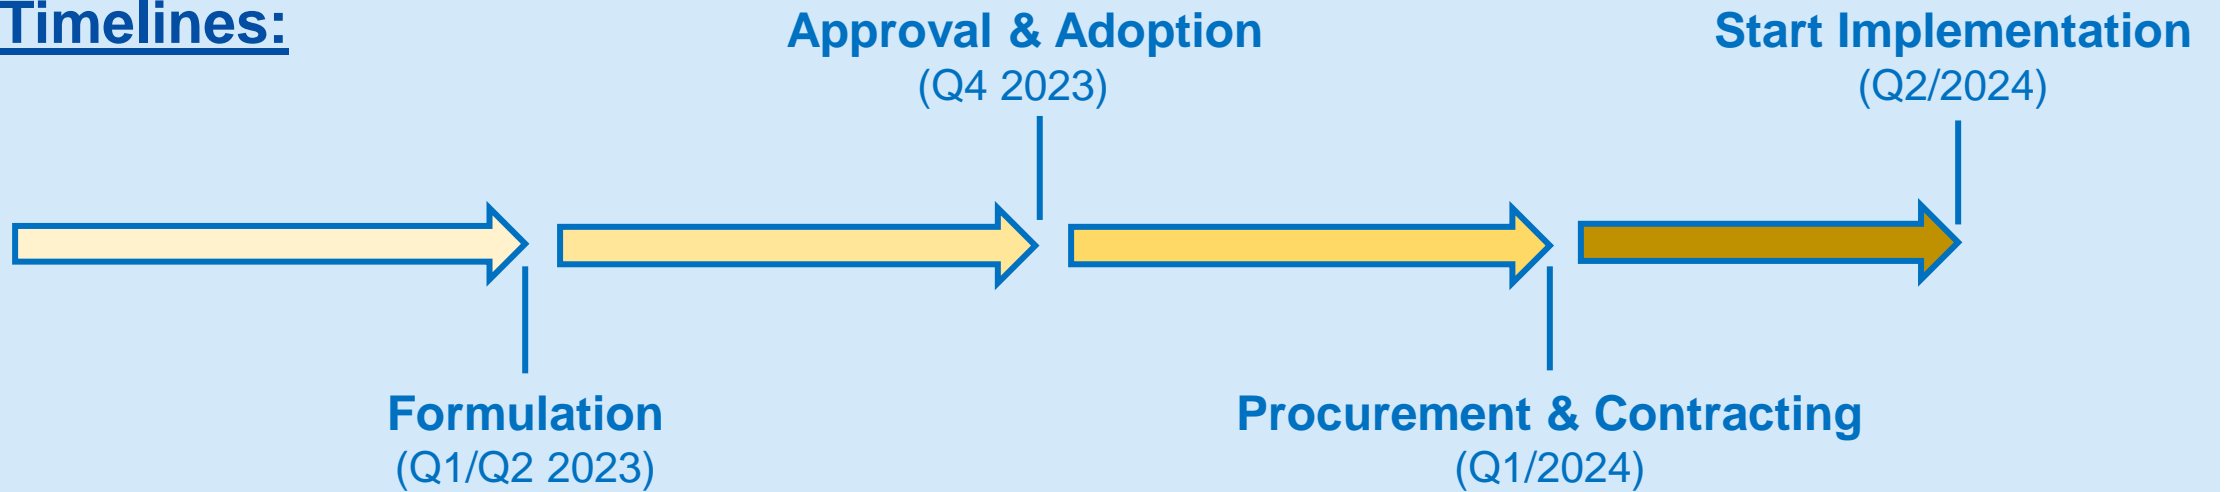 Timelines:
Approval & Adoption
(Q4 2023)
Start Implementation
(Q2/2024)
Formulation
(Q1/Q2 2023)
Procurement & Contracting
(Q1/2024)